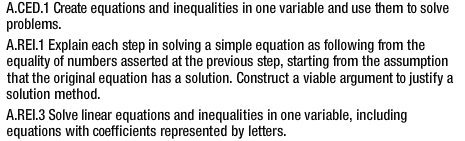 A.CED.1 Create equations and inequalities in one variable and use them to solve
problems.
A.REI.1 Explain each step in solving a simple equation as following from the
equality of numbers asserted at the previous step, starting from the assumption
that the original equation has a solution. Construct a viable argument to justify a
solution method.
A.REI.3 Solve linear equations and inequalities in one variable, including
equations with coefficients represented by letters.